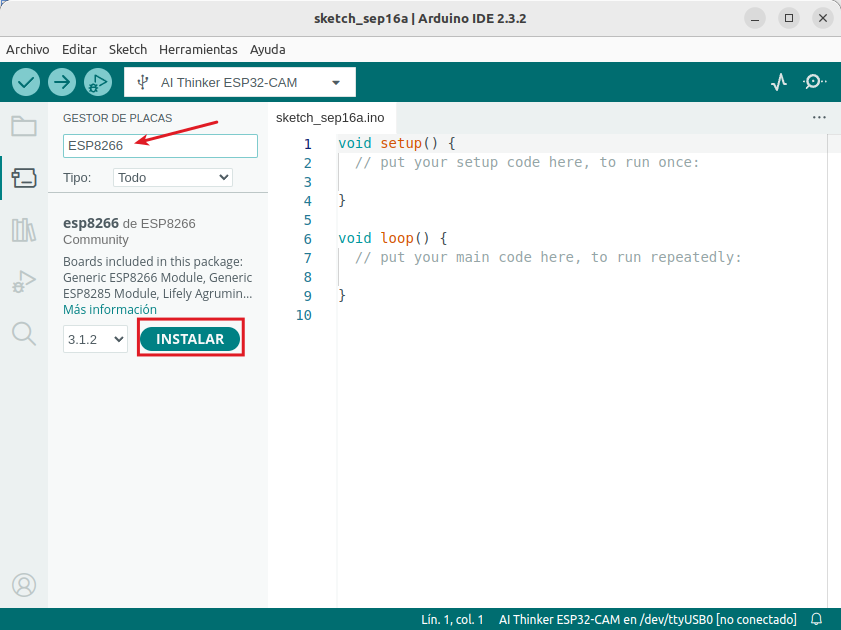 sketch_sep16a | Arduino IDE 2.3.2
Archivo Editar Sketch Herramientas Ayuda
AI Thinker ESP32-CAM
GESTOR DE PLACAS
ESP8266
Tipo: Todo
esp8266 de ESP8266
Community
Boards included in this package:
Generic ESP8266 Module, Generic
ESP8285 Module, Lifely Agrumin...
Más información
3.1.2 INSTALAR
sketch_sep16a.ino
1 void setup() {
2 // put your setup code here, to run once:
3
4 }
5
6 void loop() {
7 // put your main code here, to run repeatedly:
8
9 }
10
Lín. 1, col. 1 AI Thinker ESP32-CAM en /dev/ttyUSB0 [no conectado]